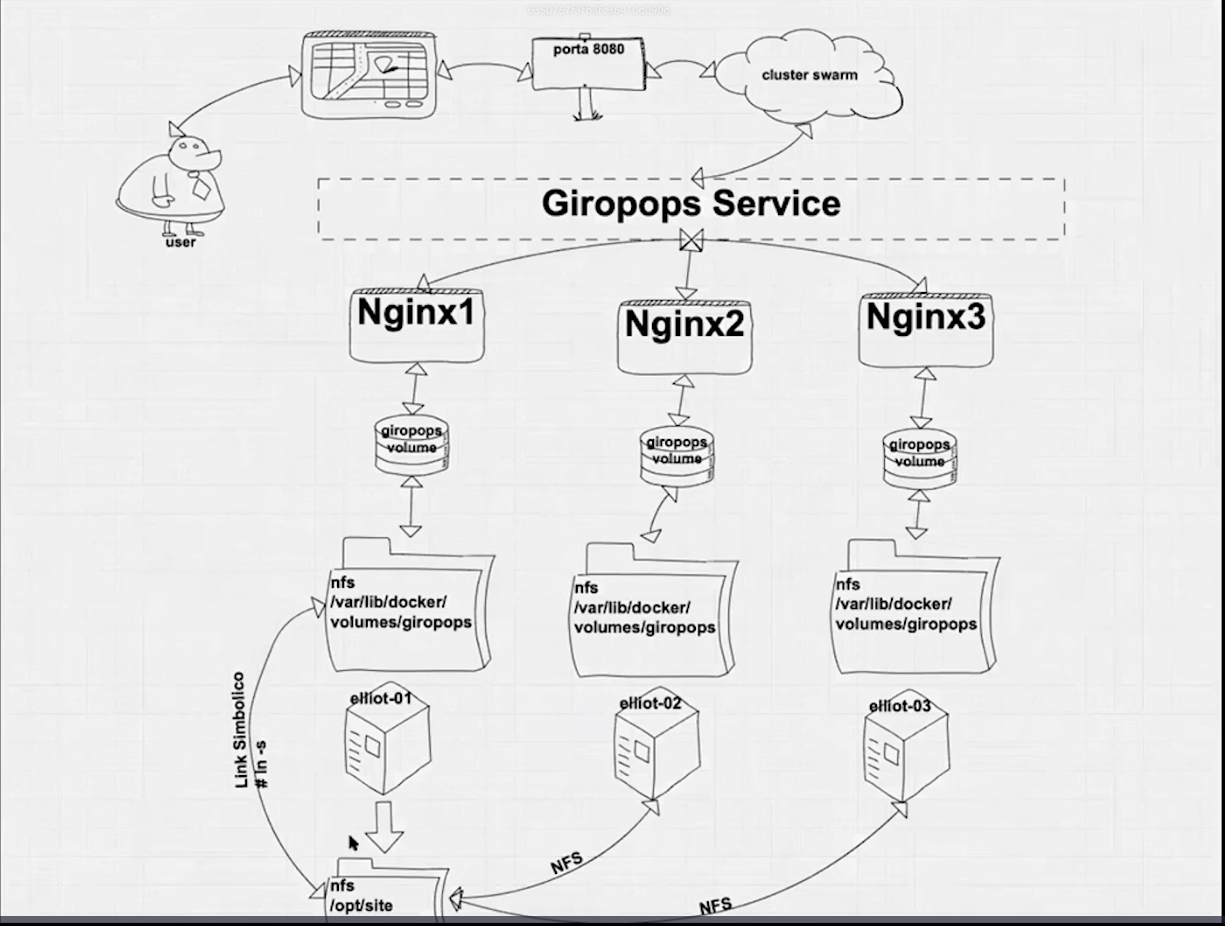 porta 8080
cluster swarm
user
Giropops Service
Nginx1
Nginx2
Nginx3
giropops
volume
giropops
volume
giropops
volume
nfs
/var/lib/docker/
volumes/giropops
nfs
/var/lib/docker/
volumes/giropops
nfs
/var/lib/docker/
volumes/giropops
elliot-01
elliot-02
elliot-03
Link Simbolico
# ln -s
NFS
NFS
nfs
/opt/site